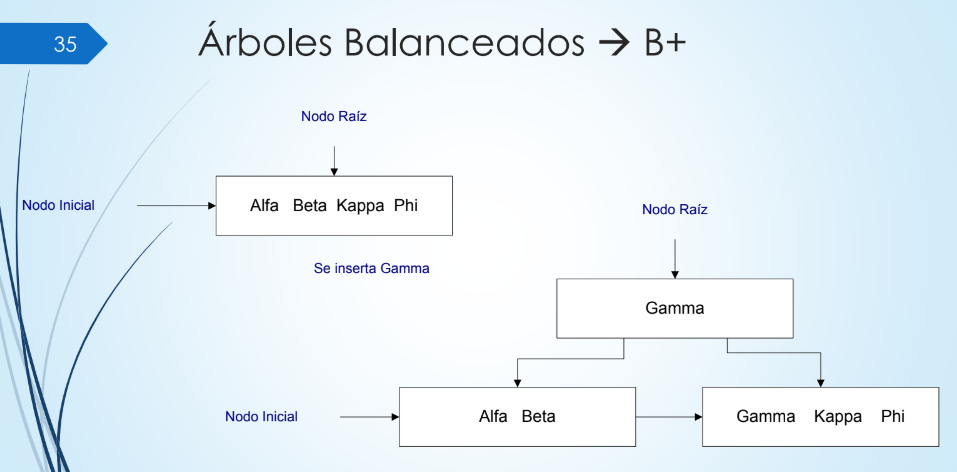 35
Árboles Balanceados → B+
Nodo Raíz
Nodo Inicial
Alfa Beta Kappa Phi
Se inserta Gamma
Nodo Raíz
Gamma
Nodo Inicial
Alfa Beta
Gamma Kappa Phi